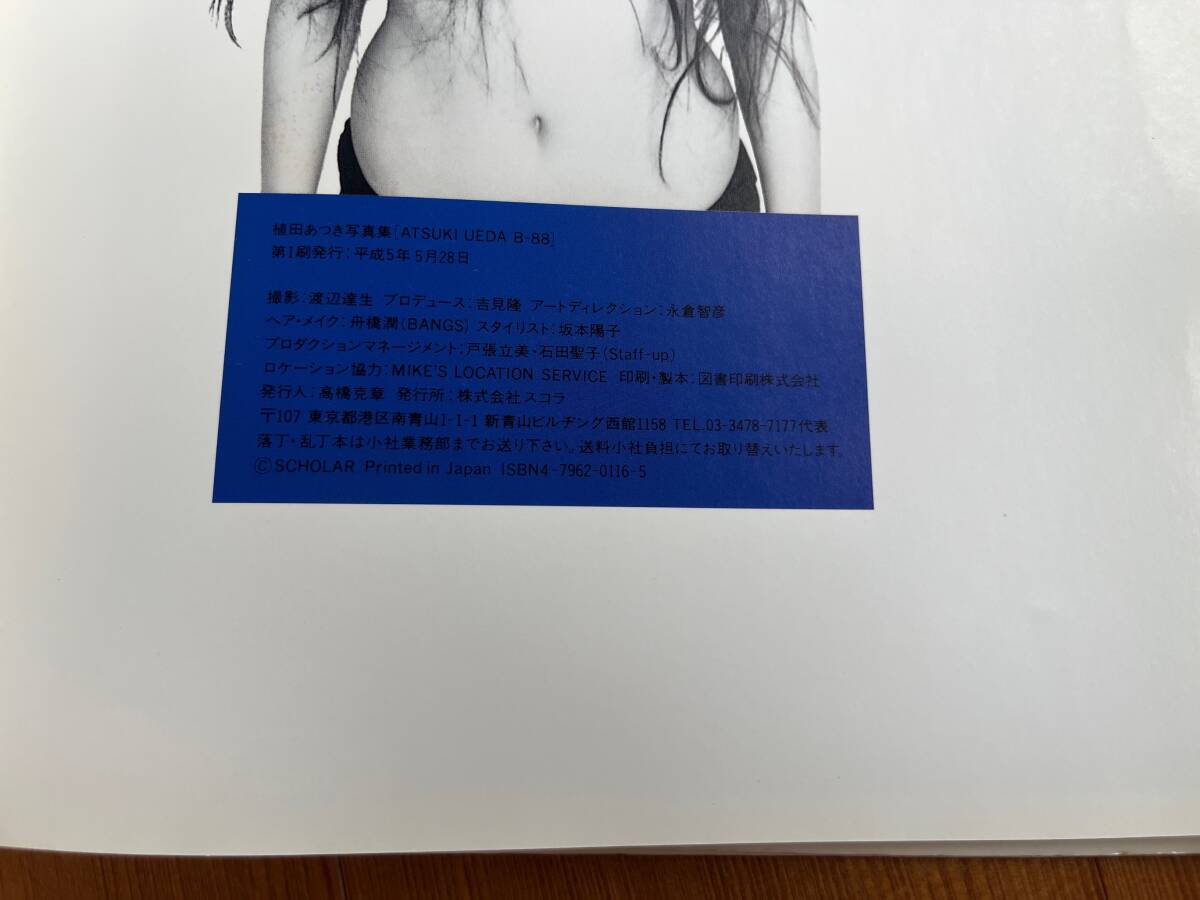 植田あつき写真集[ATSUKI UEDA B-88]
第1刷発行:平成5年5月28日
撮影:渡辺達生 プロデュース:吉見隆 アートディレクション:永倉智彦
ヘア・メイク:舟橋潤(BANGS) スタイリスト:坂本陽子
プロダクションマネージメント:戸張立美・石田聖子(Staff-up)
ロケーション協力:MIKE'S LOCATION SERVICE 印刷・製本:図書印刷株式会社
発行人:高橋克章 発行所:株式会社スコラ
〒107 東京都港区南青山1-1-1 新青山ビルヂング西館1158 TEL.03-3478-7177代表
落丁・乱丁本は小社業務部までお送り下さい。送料小社負担にてお取り替えいたします。
©SCHOLAR Printed in Japan ISBN4-7962-0116-5